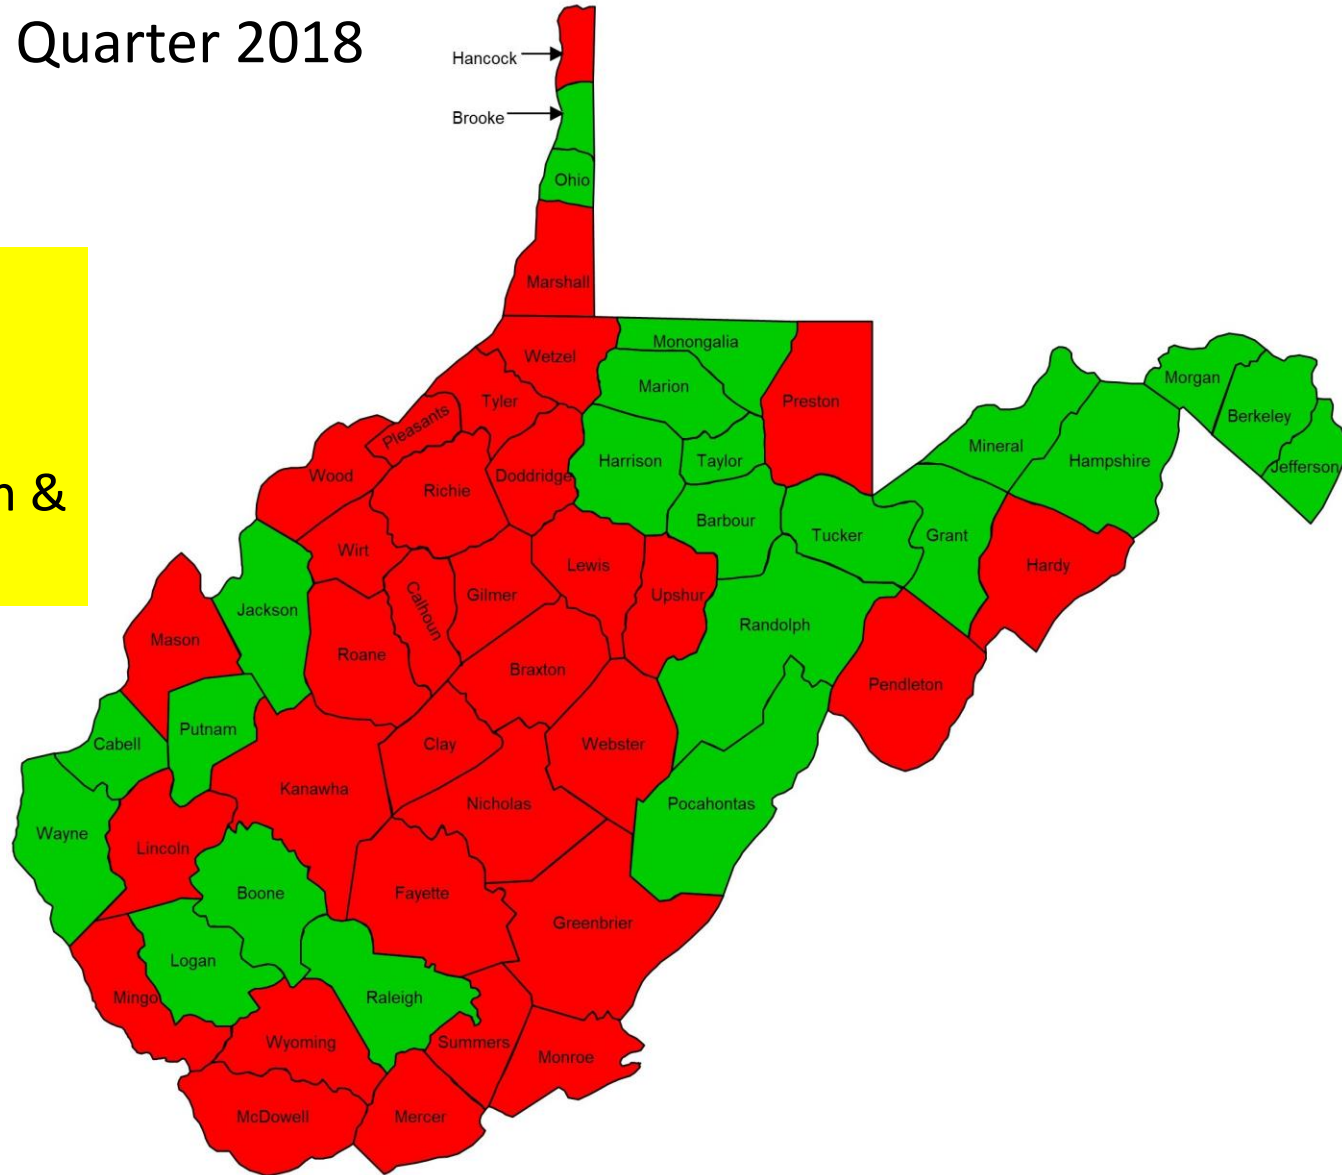 Quarter 2018
Hancock
Brooke
Ohio
Marshall
Wetzel
Monongalia
Marion
Preston
Tyler
Pleasants
Wood
Richie
Doddridge
Harrison
Taylor
Barbour
Tucker
Grant
Mineral
Hampshire
Morgan
Berkeley
Jefferson
&
Hardy
Wirt
Calhoun
Gilmer
Lewis
Upshur
Randolph
Pendleton
Jackson
Mason
Roane
Braxton
Putnam
Cabell
Clay
Webster
Kanawha
Nicholas
Pocahontas
Wayne
Lincoln
Boone
Fayette
Greenbrier
Logan
Mingo
Raleigh
Wyoming
Summers
Monroe
McDowell
Mercer